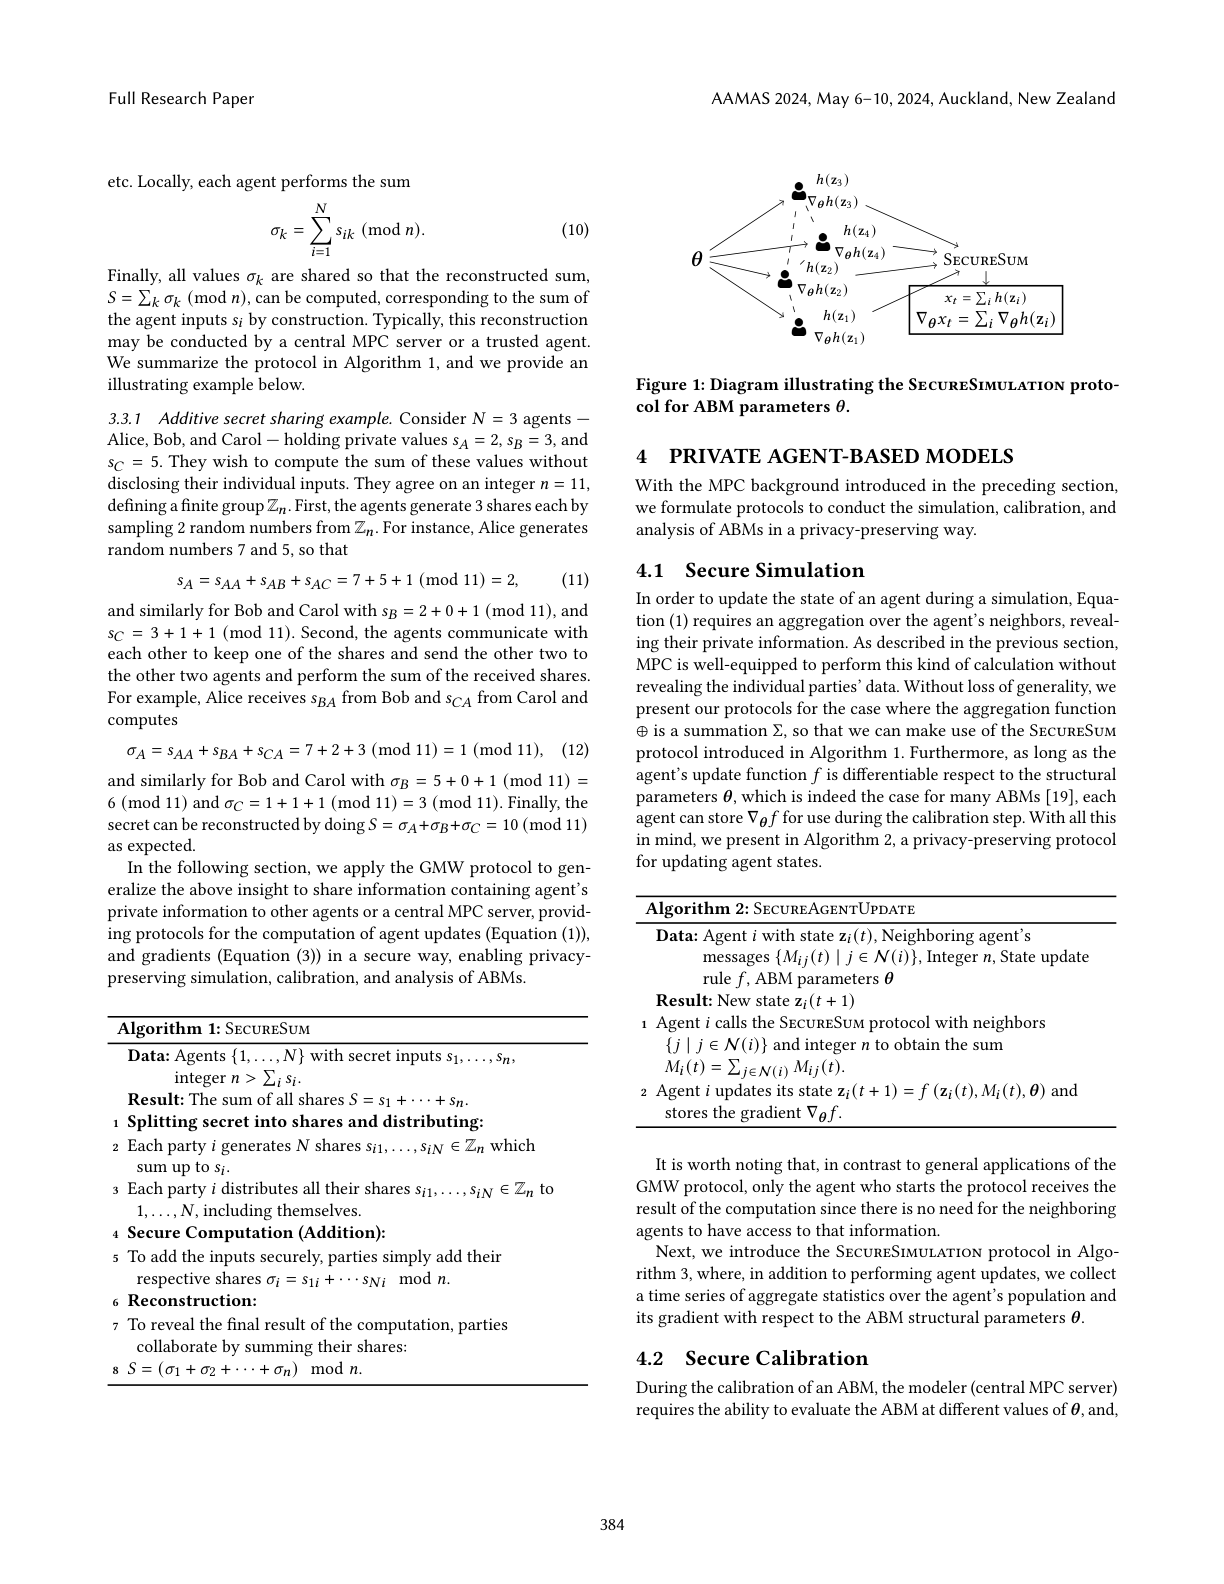 Full Research Paper
AAMAS 2024, May 6–10, 2024, Auckland, New Zealand
etc. Locally, each agent performs the sum
σ_k = ∑_{i=1}^{N} s_{ik} (mod n). (10)
Finally, all values σ_k are shared so that the reconstructed sum,
S = ∑_k σ_k (mod n), can be computed, corresponding to the sum of
the agent inputs s_i by construction. Typically, this reconstruction
may be conducted by a central MPC server or a trusted agent.
We summarize the protocol in Algorithm 1, and we provide an
illustrating example below.
3.3.1 Additive secret sharing example. Consider N = 3 agents —
Alice, Bob, and Carol — holding private values s_A = 2, s_B = 3, and
s_C = 5. They wish to compute the sum of these values without
disclosing their individual inputs. They agree on an integer n = 11,
defining a finite group ℤ_n. First, the agents generate 3 shares each by
sampling 2 random numbers from ℤ_n. For instance, Alice generates
random numbers 7 and 5, so that
s_A = s_{AA} + s_{AB} + s_{AC} = 7 + 5 + 1 (mod 11) = 2, (11)
and similarly for Bob and Carol with s_B = 2 + 0 + 1 (mod 11), and
s_C = 3 + 1 + 1 (mod 11). Second, the agents communicate with
each other to keep one of the shares and send the other two to
the other two agents and perform the sum of the received shares.
For example, Alice receives s_{BA} from Bob and s_{CA} from Carol and
computes
σ_A = s_{AA} + s_{BA} + s_{CA} = 7 + 2 + 3 (mod 11) = 1 (mod 11), (12)
and similarly for Bob and Carol with σ_B = 5 + 0 + 1 (mod 11) =
6 (mod 11) and σ_C = 1 + 1 + 1 (mod 11) = 3 (mod 11). Finally, the
secret can be reconstructed by doing S = σ_A+σ_B+σ_C = 10 (mod 11)
as expected.
In the following section, we apply the GMW protocol to gen-
eralize the above insight to share information containing agent's
private information to other agents or a central MPC server, provid-
ing protocols for the computation of agent updates (Equation (1)),
and gradients (Equation (3)) in a secure way, enabling privacy-
preserving simulation, calibration, and analysis of ABMs.
Algorithm 1: SECURESUM
Data: Agents {1, . . . , N} with secret inputs s_1, . . . , s_n,
integer n > ∑_i s_i.
Result: The sum of all shares S = s_1 + · · · + s_n.
1 Splitting secret into shares and distributing:
2 Each party i generates N shares s_{i1}, . . . , s_{iN} ∈ ℤ_n which
sum up to s_i.
3 Each party i distributes all their shares s_{i1}, . . . , s_{iN} ∈ ℤ_n to
1, . . . , N, including themselves.
4 Secure Computation (Addition):
5 To add the inputs securely, parties simply add their
respective shares σ_i = s_{1i} + · · · s_{Ni} mod n.
6 Reconstruction:
7 To reveal the final result of the computation, parties
collaborate by summing their shares:
8 S = (σ_1 + σ_2 + · · · + σ_n) mod n.
θ
h(z_3)
∇_θh(z_3)
h(z_4)
∇_θh(z_4)
h(z_2)
∇_θh(z_2)
h(z_1)
∇_θh(z_1)
SECURESUM
x_t = ∑_i h(z_i)
∇_θx_t = ∑_i ∇_θh(z_i)
Figure 1: Diagram illustrating the SECURESIMULATION proto-
col for ABM parameters θ.
4 PRIVATE AGENT-BASED MODELS
With the MPC background introduced in the preceding section,
we formulate protocols to conduct the simulation, calibration, and
analysis of ABMs in a privacy-preserving way.
4.1 Secure Simulation
In order to update the state of an agent during a simulation, Equa-
tion (1) requires an aggregation over the agent's neighbors, reveal-
ing their private information. As described in the previous section,
MPC is well-equipped to perform this kind of calculation without
revealing the individual parties' data. Without loss of generality, we
present our protocols for the case where the aggregation function
⊕ is a summation Σ, so that we can make use of the SECURESUM
protocol introduced in Algorithm 1. Furthermore, as long as the
agent's update function f is differentiable respect to the structural
parameters θ, which is indeed the case for many ABMs [19], each
agent can store ∇_θf for use during the calibration step. With all this
in mind, we present in Algorithm 2, a privacy-preserving protocol
for updating agent states.
Algorithm 2: SECUREAGENTUPDATE
Data: Agent i with state z_i(t), Neighboring agent's
messages {M_{ij}(t) | j ∈ N(i)}, Integer n, State update
rule f, ABM parameters θ
Result: New state z_i(t + 1)
1 Agent i calls the SECURESUM protocol with neighbors
{j | j ∈ N(i)} and integer n to obtain the sum
M_i(t) = ∑_{j∈N(i)} M_{ij}(t).
2 Agent i updates its state z_i(t + 1) = f (z_i(t), M_i(t), θ) and
stores the gradient ∇_θf.
It is worth noting that, in contrast to general applications of the
GMW protocol, only the agent who starts the protocol receives the
result of the computation since there is no need for the neighboring
agents to have access to that information.
Next, we introduce the SECURESIMULATION protocol in Algo-
rithm 3, where, in addition to performing agent updates, we collect
a time series of aggregate statistics over the agent's population and
its gradient with respect to the ABM structural parameters θ.
4.2 Secure Calibration
During the calibration of an ABM, the modeler (central MPC server)
requires the ability to evaluate the ABM at different values of θ, and,
384